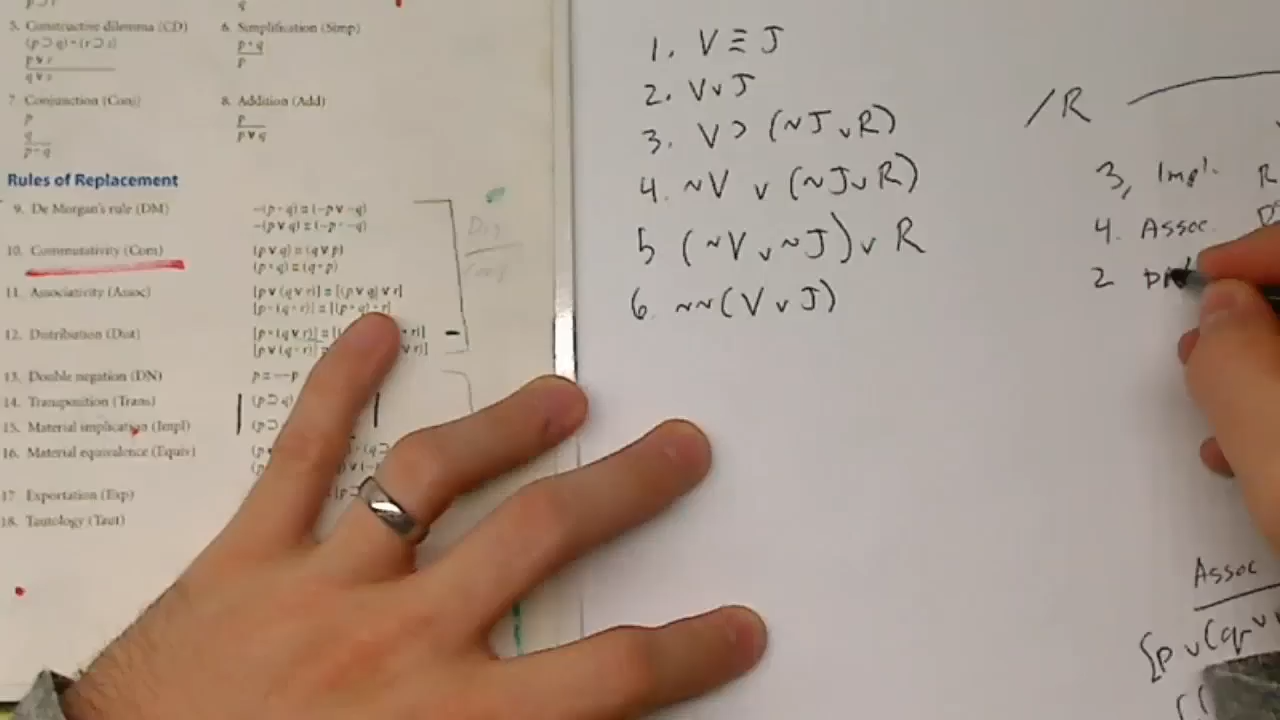 5. Constructive dilemma (CD)
(p ⊃ q) • (r ⊃ s)
p v r
q v s
6. Simplification (Simp)
p • q
p
7 Conjunction (Conj)
p
q
p • q
8. Addition (Add)
p
p v q
Rules of Replacement
9. De Morgan's rule (DM)
~(p • q) ≡ (~p v ~q)
~(p v q) ≡ (~p • ~q)
10. Commutativity (Com)
(p v q) ≡ (q v p)
(p • q) ≡ (q • p)
11. Associativity (Assoc)
[p v (q v r)] ≡ [(p v q) v r]
[p • (q • r)] ≡ [(p • q) • r]
12. Distribution (Dist)
[p • (q v r)] ≡
[p v (q • r)] ≡
13. Double negation (DN)
p ≡ ~~p
14. Transposition (Trans)
(p ⊃ q)
15. Material implication (Impl)
(p ⊃
16. Material equivalence (Equiv)
17 Exportation (Exp)
18. Tautology (Taut)
1. V ≡ J
2. V v J
3. V ⊃ (~J v R)
/R
4. ~V v (~J v R)
3, Impl.
5 (~V v ~J) v R
4. Assoc.
6. ~~(V v J)
2 DN
Assoc
[p v (q v